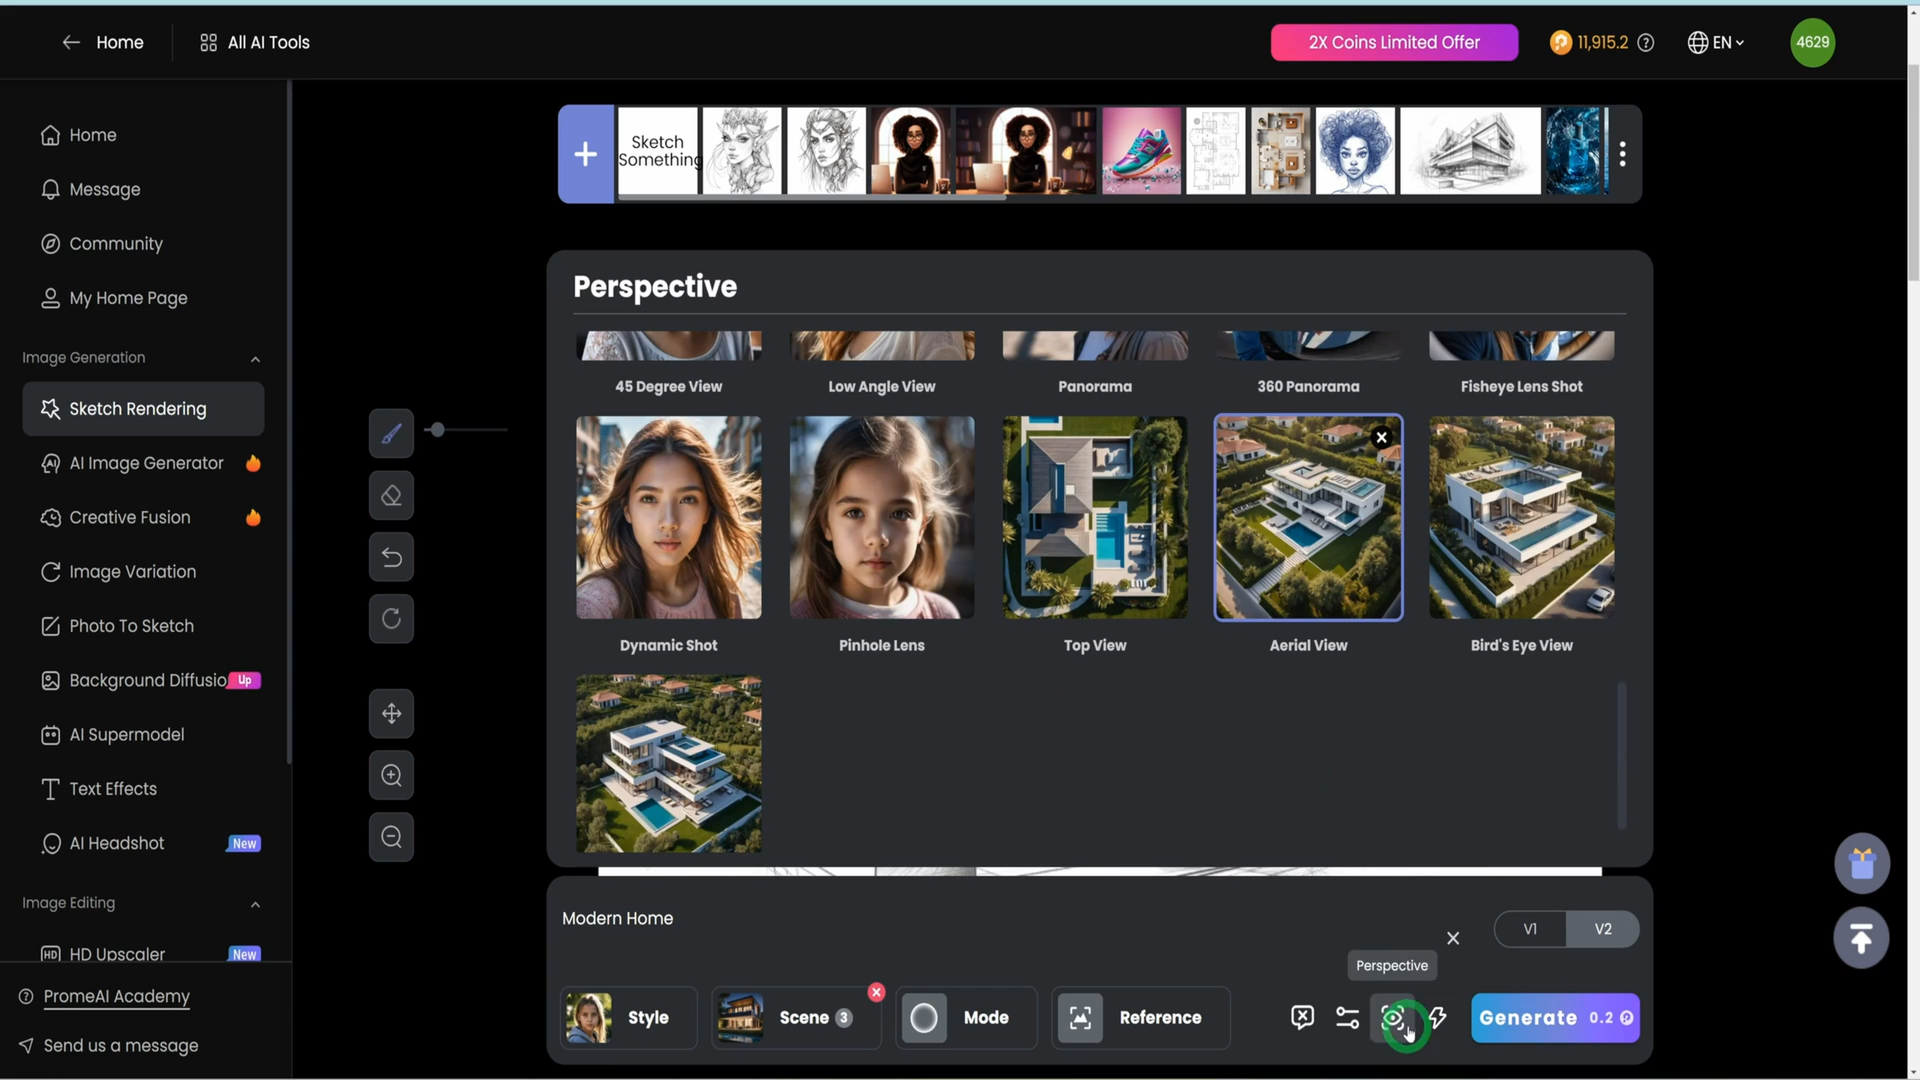 Home
All AI Tools
2X Coins Limited Offer
11,915.2
EN
4629
Home
Message
Community
My Home Page
Image Generation
Sketch Rendering
AI Image Generator
Creative Fusion
Image Variation
Photo To Sketch
Background Diffusio
Up
AI Supermodel
Text Effects
AI Headshot
New
Image Editing
HD Upscaler
New
PromeAI Academy
Send us a message
Sketch
Something
Perspective
45 Degree View
Low Angle View
Panorama
360 Panorama
Fisheye Lens Shot
Dynamic Shot
Pinhole Lens
Top View
Aerial View
Bird's Eye View
Modern Home
V1
V2
Perspective
Style
Scene 3
Mode
Reference
Generate 0.2